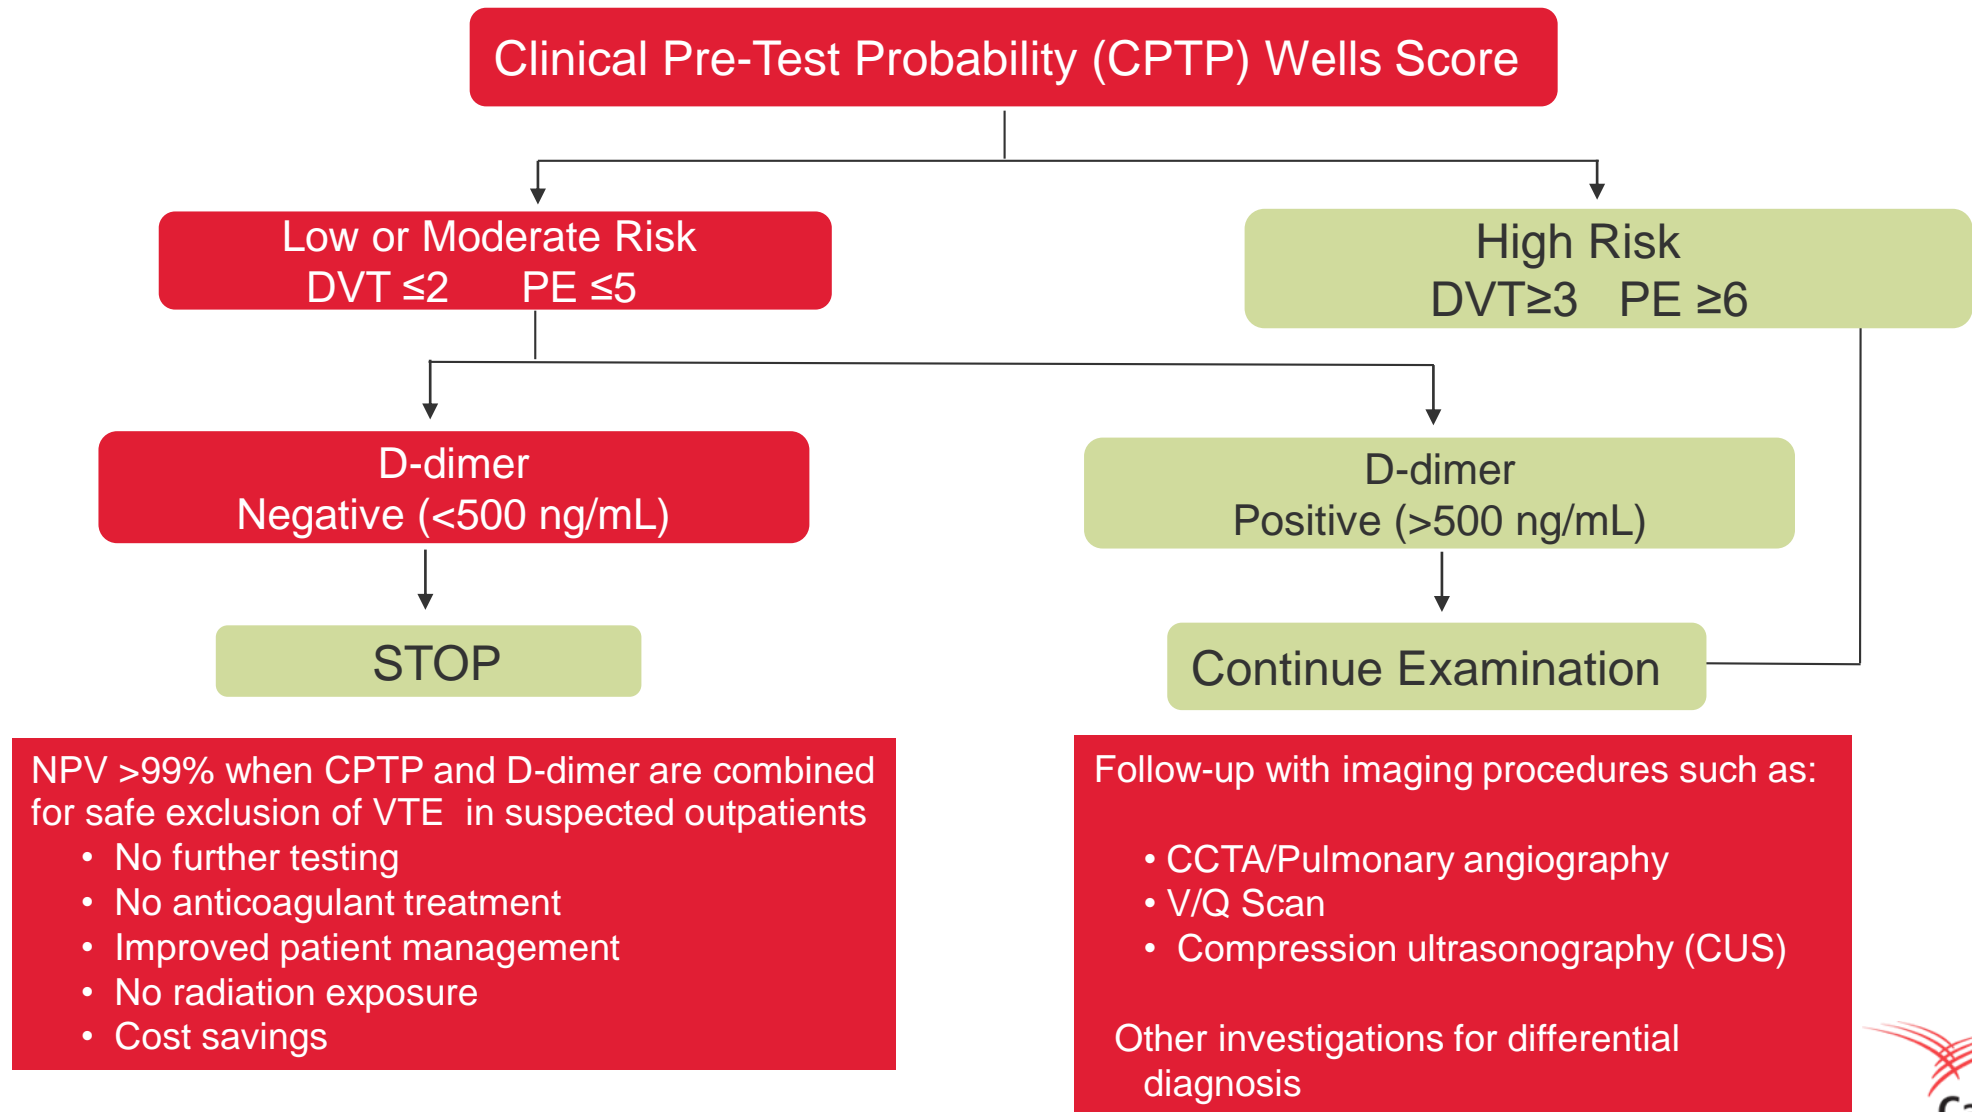 Clinical Pre-Test Probability (CPTP) Wells Score
Low or Moderate Risk
DVT ≤2 PE ≤5
High Risk
DVT≥3 PE ≥6
D-dimer
Negative (<500 ng/mL)
D-dimer
Positive (>500 ng/mL)
STOP
Continue Examination
NPV >99% when CPTP and D-dimer are combined
for safe exclusion of VTE in suspected outpatients
• No further testing
• No anticoagulant treatment
• Improved patient management
• No radiation exposure
• Cost savings
Follow-up with imaging procedures such as:
• CCTA/Pulmonary angiography
• V/Q Scan
• Compression ultrasonography (CUS)
Other investigations for differential
diagnosis